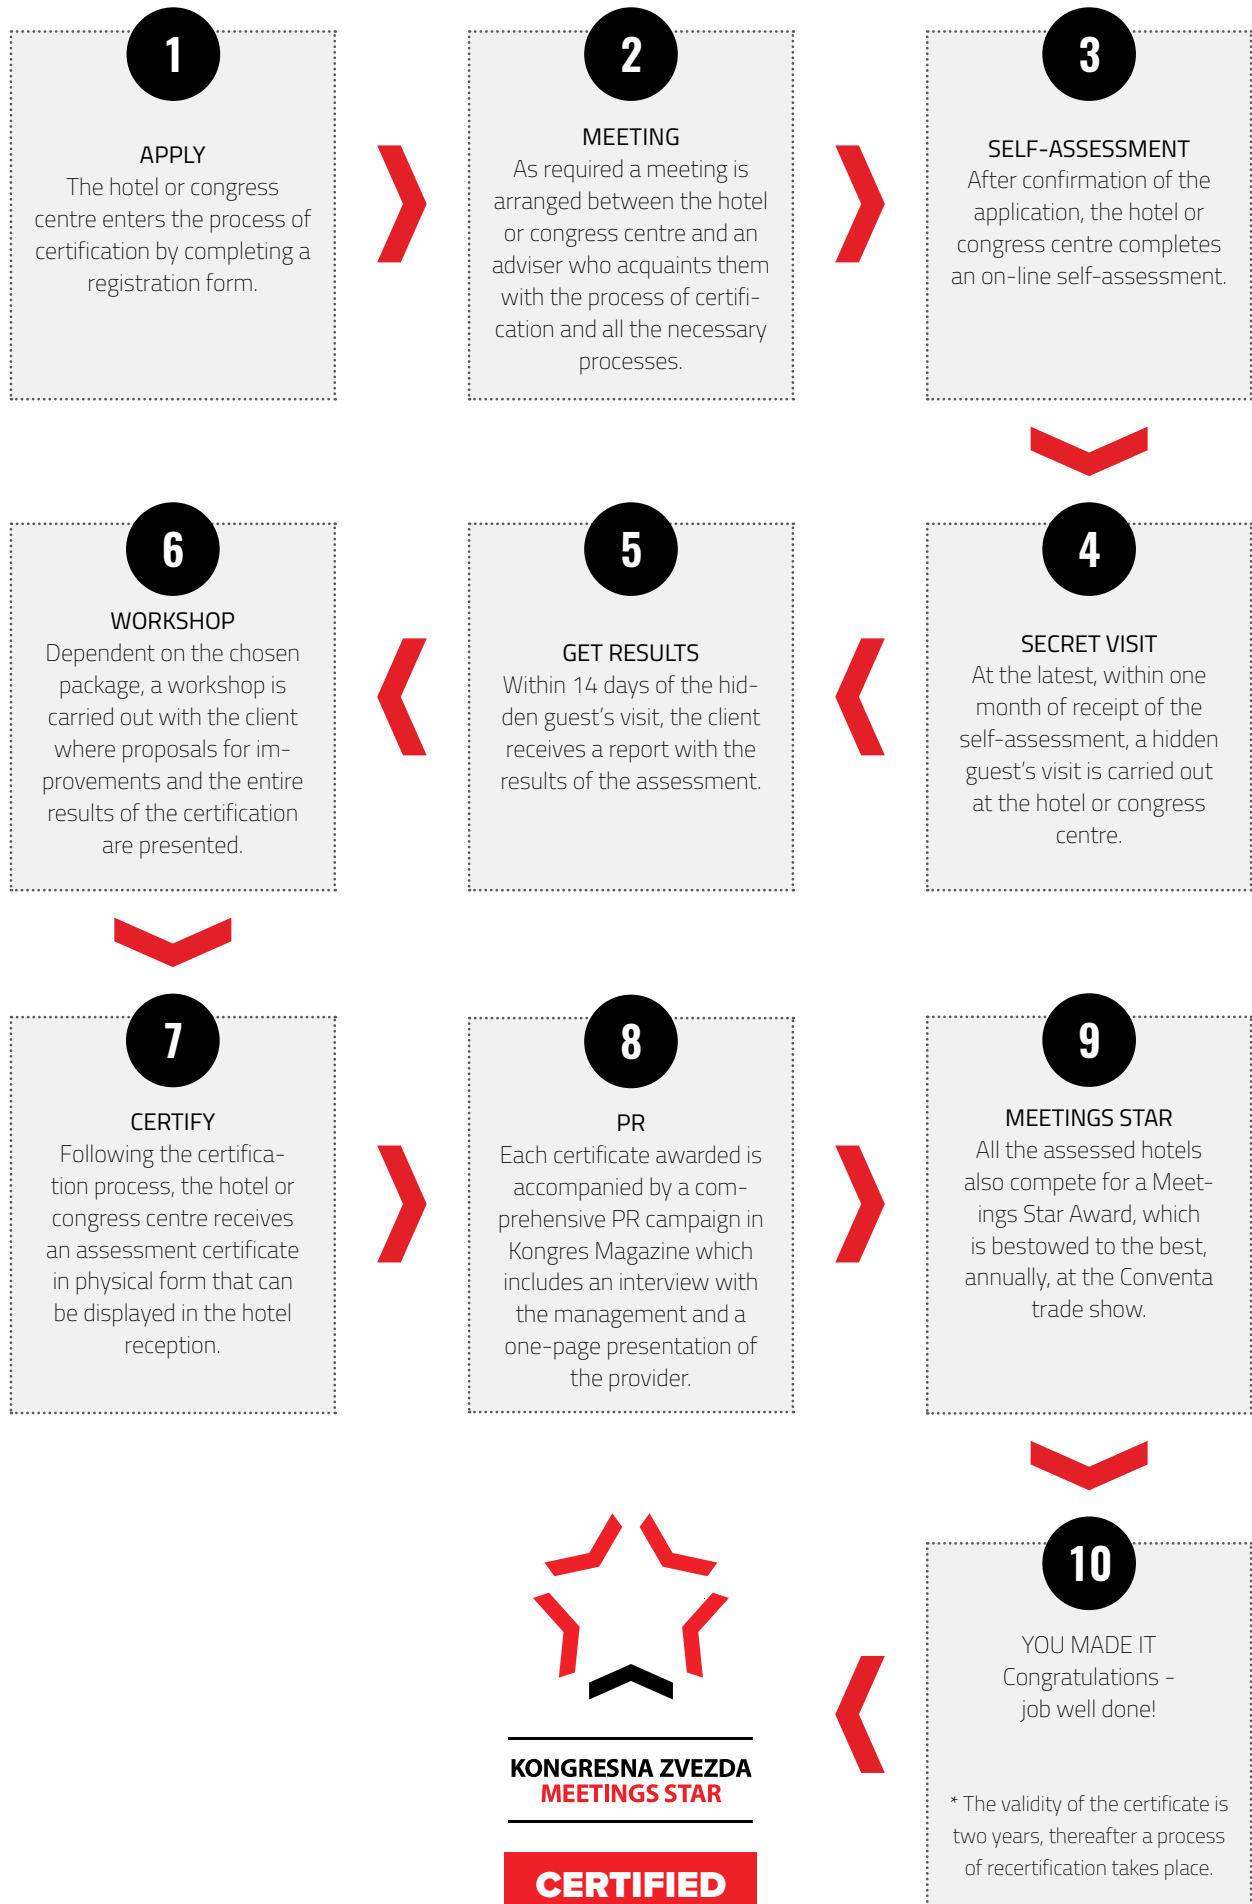 1
APPLY
The hotel or congress
centre enters the process of
certification by completing a
registration form.
2
MEETING
As required a meeting is
arranged between the hotel
or congress centre and an
adviser who acquaints them
with the process of certifi-
cation and all the necessary
processes.
3
SELF-ASSESSMENT
After confirmation of the
application, the hotel or
congress centre completes
an on-line self-assessment.
4
SECRET VISIT
At the latest, within one
month of receipt of the
self-assessment, a hidden
guest's visit is carried out
at the hotel or congress
centre.
5
GET RESULTS
Within 14 days of the hid-
den guest's visit, the client
receives a report with the
results of the assessment.
6
WORKSHOP
Dependent on the chosen
package, a workshop is
carried out with the client
where proposals for im-
provements and the entire
results of the certification
are presented.
7
CERTIFY
Following the certifica-
tion process, the hotel or
congress centre receives
an assessment certificate
in physical form that can
be displayed in the hotel
reception.
8
PR
Each certificate awarded is
accompanied by a com-
prehensive PR campaign in
Kongres Magazine which
includes an interview with
the management and a
one-page presentation of
the provider.
9
MEETINGS STAR
All the assessed hotels
also compete for a Meet-
ings Star Award, which
is bestowed to the best,
annually, at the Conventa
trade show.
10
YOU MADE IT
Congratulations -
job well done!
* The validity of the certificate is
two years, thereafter a process
of recertification takes place.
KONGRESNA ZVEZDA
MEETINGS STAR
CERTIFIED